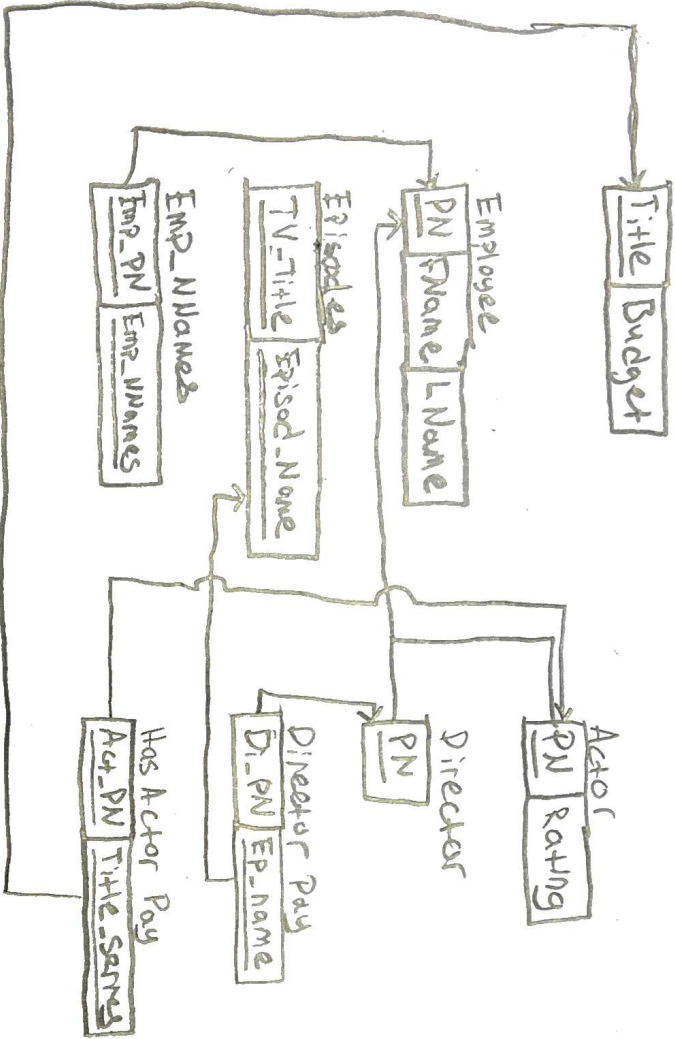 Title Budget
Actor
PN Rating
Employee
PN FName LName
Director
PN
Episodes
TV_Title Episod_Name
Director Pay
Di_PN Ep_name
Emp_NNames
Emp_PN Emp_NNames
Has Actor Pay
Act_PN Title_Series